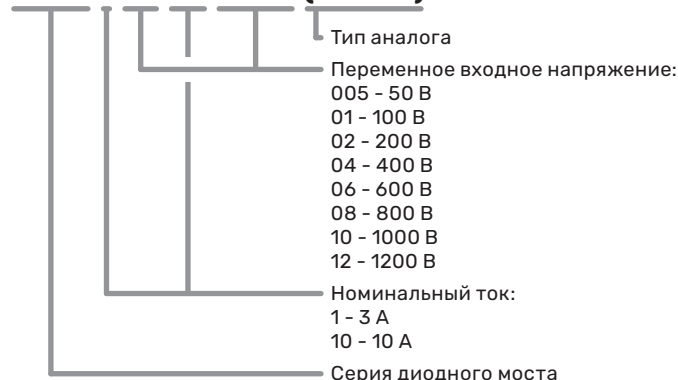 Тип аналога
Переменное входное напряжение:
005 - 50 В
01 - 100 В
02 - 200 В
04 - 400 В
06 - 600 В
08 - 800 В
10 - 1000 В
12 - 1200 В
Номинальный ток:
1 - 3 А
10 - 10 А
Серия диодного моста